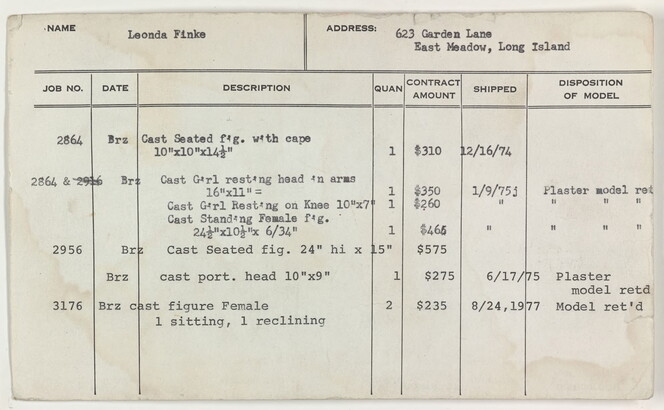 NAME Leonda Finke ADDRESS: 623 Garden Lane
East Meadow, Long Island
JOB NO. DATE DESCRIPTION QUAN CONTRACT AMOUNT SHIPPED DISPOSITION OF MODEL
2864 Brz Cast Seated fig. with cape
10"x10"x14½" 1 $310 12/16/74
2864 & 2916 Brz Cast Girl resting head in arms
16"x11"= 1 $350 1/9/75j Plaster model ret
Cast Girl Resting on Knee 10"x7" 1 $260 " " " "
Cast Standing Female fig.
24½"x10½"x 6/34" 1 $465 " " " "
2956 Brz Cast Seated fig. 24" hi x 15" $575
Brz cast port. head 10"x9" 1 $275 6/17/75 Plaster
model retd
3176 Brz cast figure Female 2 $235 8/24,1977 Model ret'd
1 sitting, 1 reclining